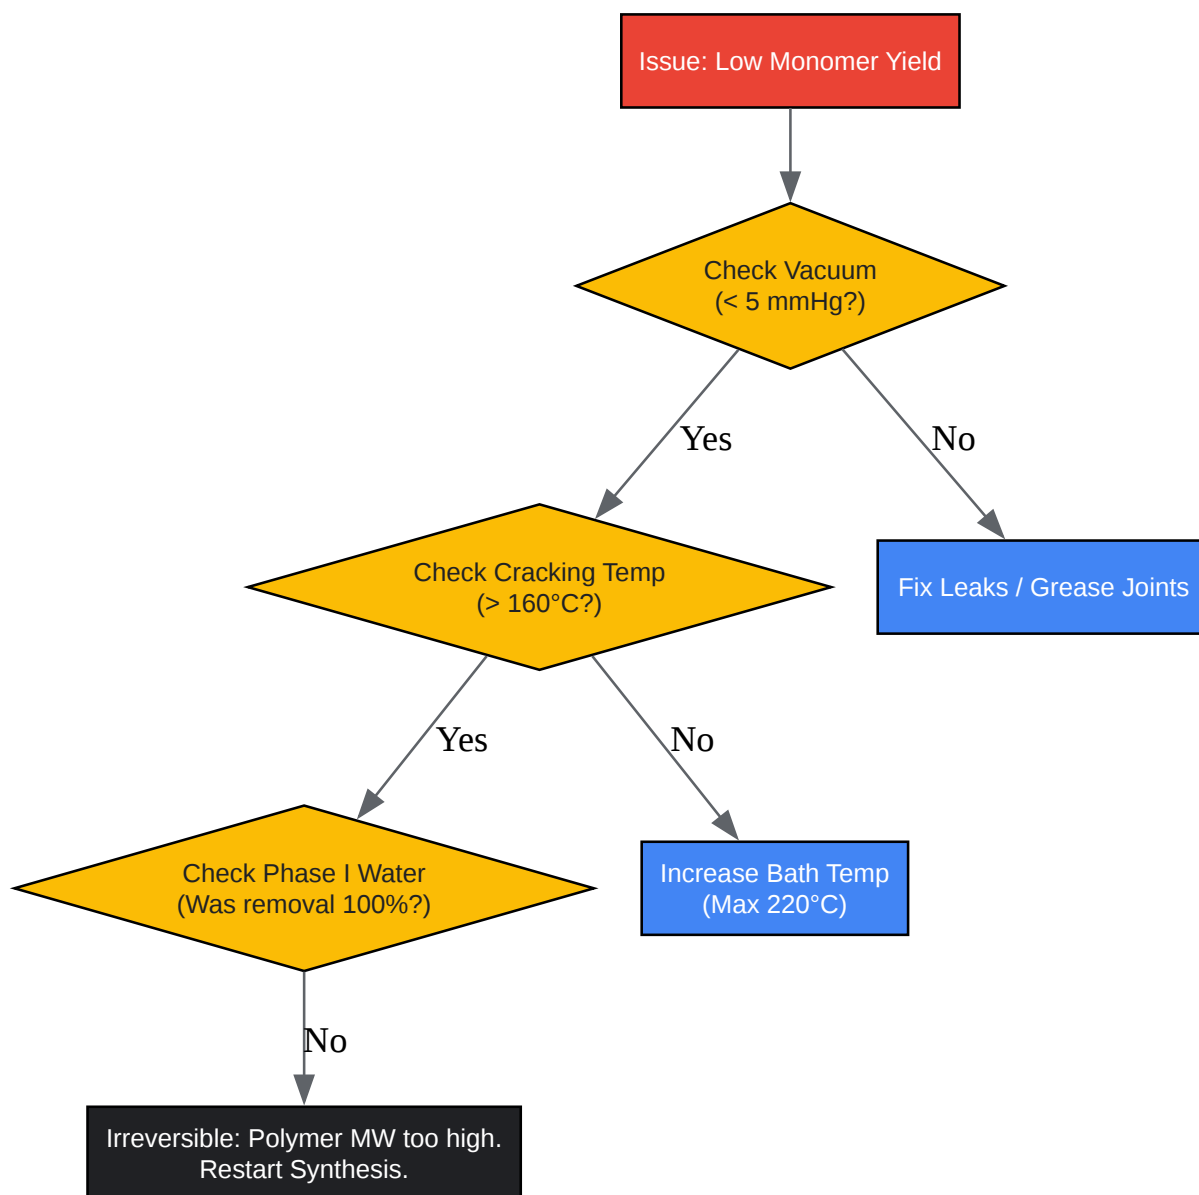 Issue: Low Monomer Yield
Check Vacuum
(< 5 mmHg?)
Yes
No
Check Cracking Temp
(> 160°C?)
Fix Leaks / Grease Joints
Yes
No
Check Phase I Water
(Was removal 100%?)
Increase Bath Temp
(Max 220°C)
No
Irreversible: Polymer MW too high.
Restart Synthesis.